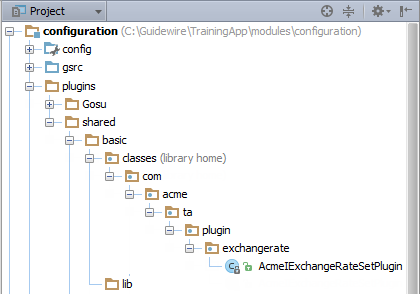 Project
configuration (C:\Guidewire\TrainingApp\modules\configuration)
config
gsrc
plugins
Gosu
shared
basic
classes (library home)
com
acme
ta
plugin
exchangerate
AcmeIExchangeRateSetPlugin
lib